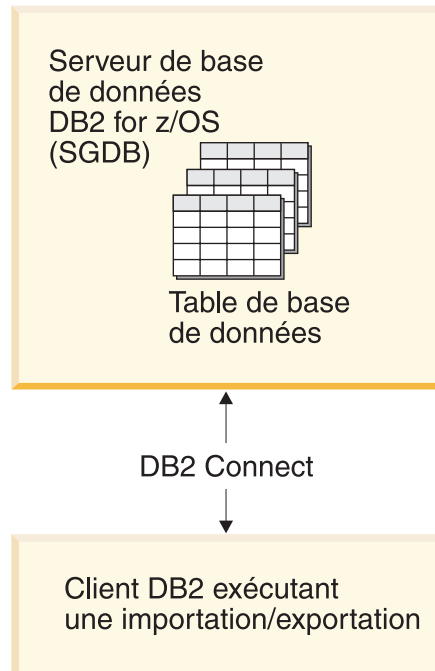 Serveur de base
de données
DB2 for z/OS
(SGDB)
Table de base
de données
DB2 Connect
Client DB2 exécutant
une importation/exportation